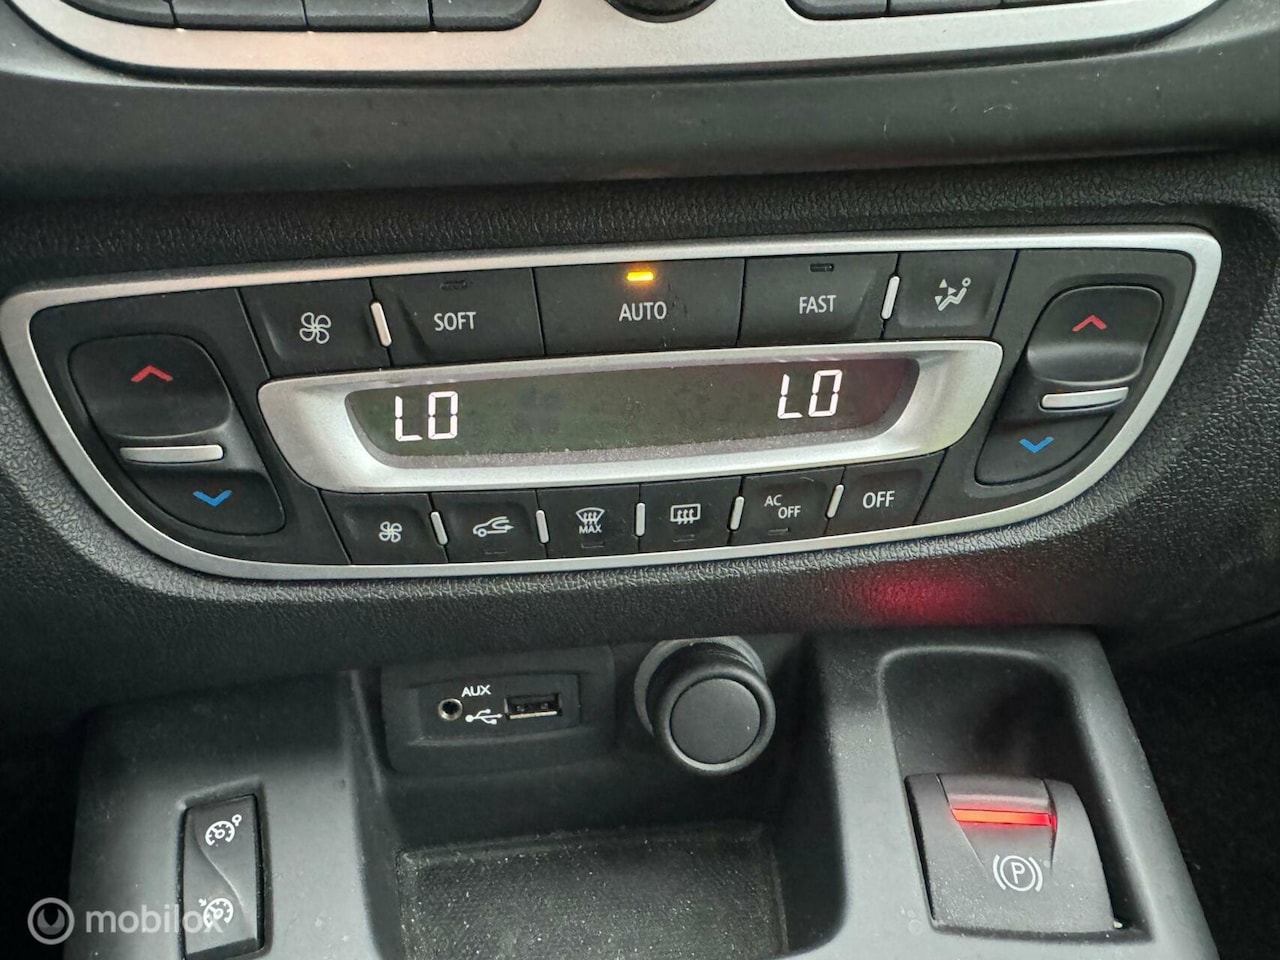 SOFT AUTO FAST
LO LO
MAX AC OFF OFF
AUX
P
mobilox